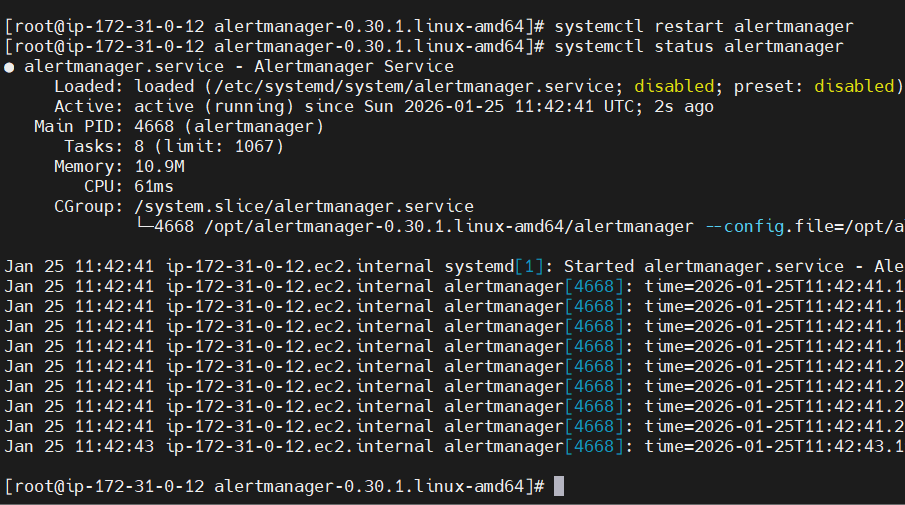 [root@ip-172-31-0-12 alertmanager-0.30.1.linux-amd64]# systemctl restart alertmanager
[root@ip-172-31-0-12 alertmanager-0.30.1.linux-amd64]# systemctl status alertmanager
● alertmanager.service - Alertmanager Service
Loaded: loaded (/etc/systemd/system/alertmanager.service; disabled; preset: disabled)
Active: active (running) since Sun 2026-01-25 11:42:41 UTC; 2s ago
Main PID: 4668 (alertmanager)
Tasks: 8 (limit: 1067)
Memory: 10.9M
CPU: 61ms
CGroup: /system.slice/alertmanager.service
└─4668 /opt/alertmanager-0.30.1.linux-amd64/alertmanager --config.file=/opt/al
Jan 25 11:42:41 ip-172-31-0-12.ec2.internal systemd[1]: Started alertmanager.service - Ale
Jan 25 11:42:41 ip-172-31-0-12.ec2.internal alertmanager[4668]: time=2026-01-25T11:42:41.1
Jan 25 11:42:41 ip-172-31-0-12.ec2.internal alertmanager[4668]: time=2026-01-25T11:42:41.1
Jan 25 11:42:41 ip-172-31-0-12.ec2.internal alertmanager[4668]: time=2026-01-25T11:42:41.1
Jan 25 11:42:41 ip-172-31-0-12.ec2.internal alertmanager[4668]: time=2026-01-25T11:42:41.1
Jan 25 11:42:41 ip-172-31-0-12.ec2.internal alertmanager[4668]: time=2026-01-25T11:42:41.2
Jan 25 11:42:41 ip-172-31-0-12.ec2.internal alertmanager[4668]: time=2026-01-25T11:42:41.2
Jan 25 11:42:41 ip-172-31-0-12.ec2.internal alertmanager[4668]: time=2026-01-25T11:42:41.2
Jan 25 11:42:41 ip-172-31-0-12.ec2.internal alertmanager[4668]: time=2026-01-25T11:42:41.2
Jan 25 11:42:43 ip-172-31-0-12.ec2.internal alertmanager[4668]: time=2026-01-25T11:42:43.1
[root@ip-172-31-0-12 alertmanager-0.30.1.linux-amd64]#